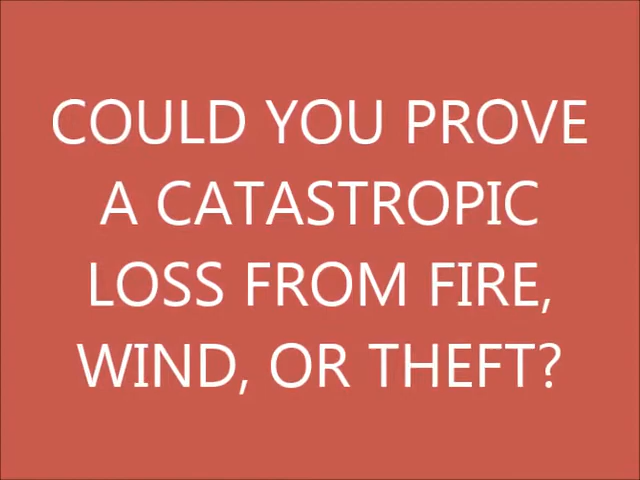 COULD YOU PROVE
A CATASTROPIC
LOSS FROM FIRE,
WIND, OR THEFT?